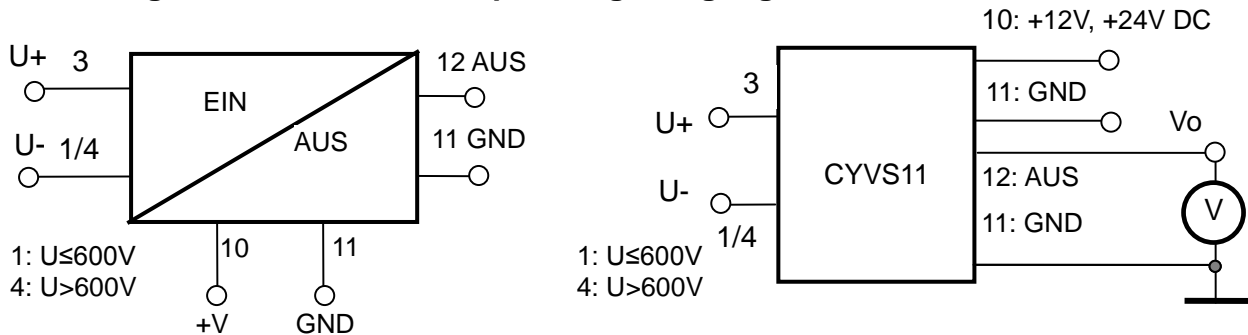 U+ 3
U- 1/4
EIN
AUS
12 AUS
11 GND
10
11
+V
GND
1: U≤600V
4: U>600V
10: +12V, +24V DC
11: GND
3
U+
U-
1/4
CYVS11
Vo
12: AUS
11: GND
V
1: U≤600V
4: U>600V